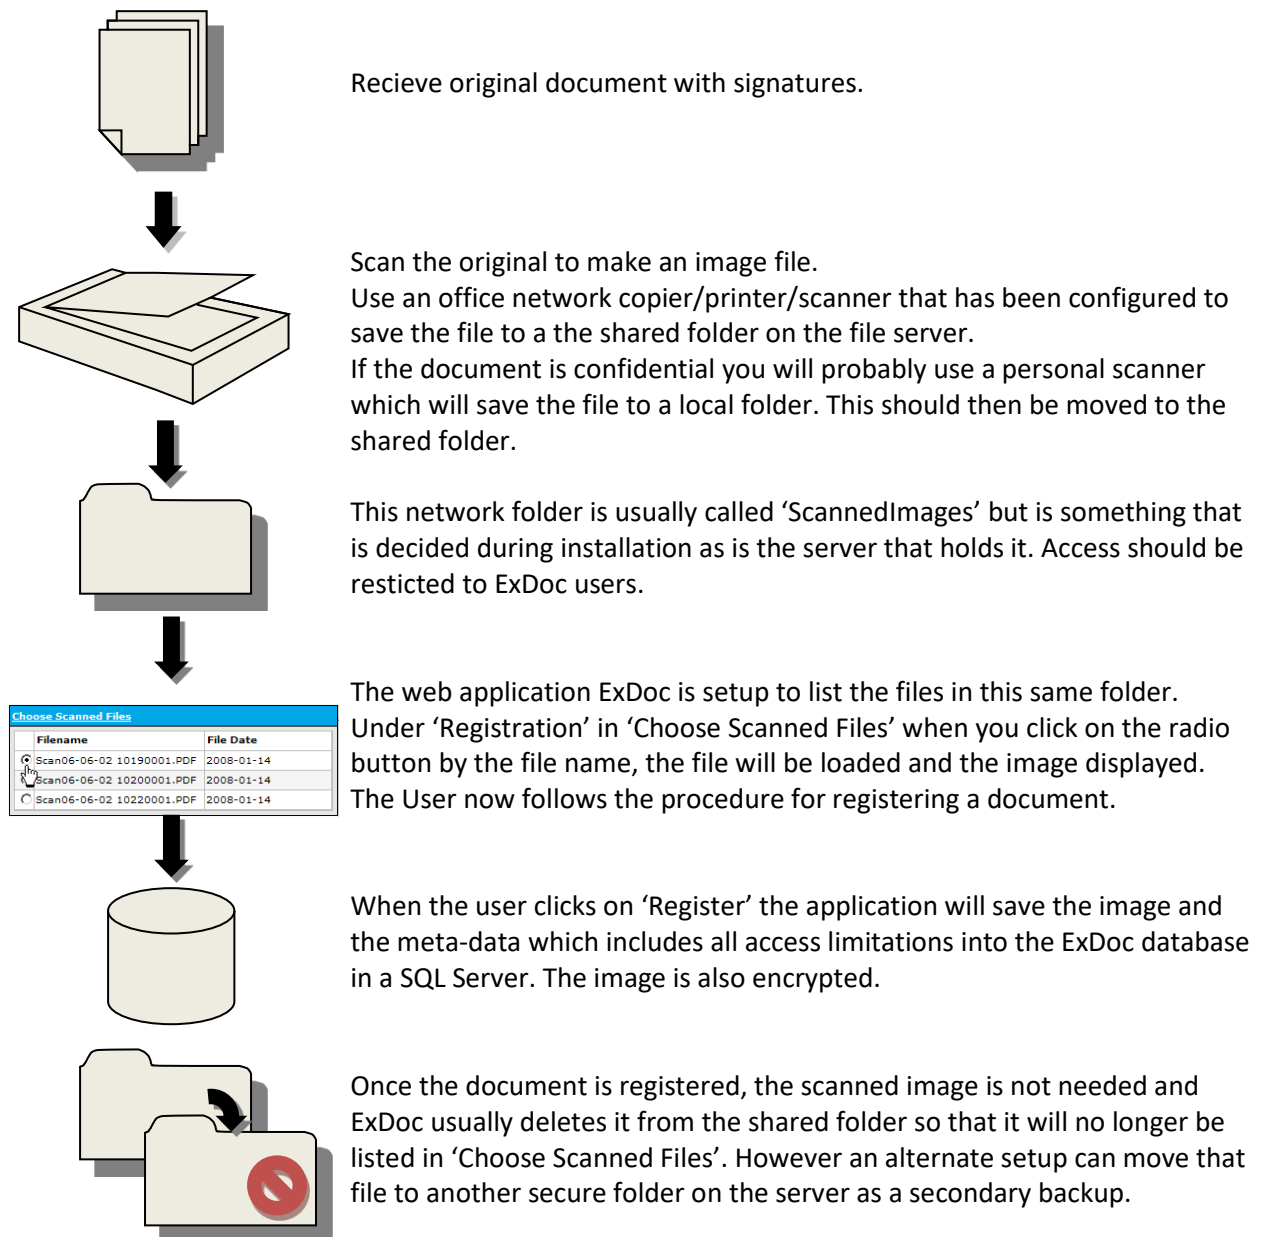 Recieve original document with signatures.
Scan the original to make an image file.
Use an office network copier/printer/scanner that has been configured to
save the file to a the shared folder on the file server.
If the document is confidential you will probably use a personal scanner
which will save the file to a local folder. This should then be moved to the
shared folder.
This network folder is usually called ‘ScannedImages’ but is something that
is decided during installation as is the server that holds it. Access should be
resticted to ExDoc users.
Choose Scanned Files
Filename File Date
Scan06-06-02 10190001.PDF 2008-01-14
Scan06-06-02 10200001.PDF 2008-01-14
Scan06-06-02 10220001.PDF 2008-01-14
The web application ExDoc is setup to list the files in this same folder.
Under ‘Registration’ in ‘Choose Scanned Files’ when you click on the radio
button by the file name, the file will be loaded and the image displayed.
The User now follows the procedure for registering a document.
When the user clicks on ‘Register’ the application will save the image and
the meta-data which includes all access limitations into the ExDoc database
in a SQL Server. The image is also encrypted.
Once the document is registered, the scanned image is not needed and
ExDoc usually deletes it from the shared folder so that it will no longer be
listed in ‘Choose Scanned Files’. However an alternate setup can move that
file to another secure folder on the server as a secondary backup.